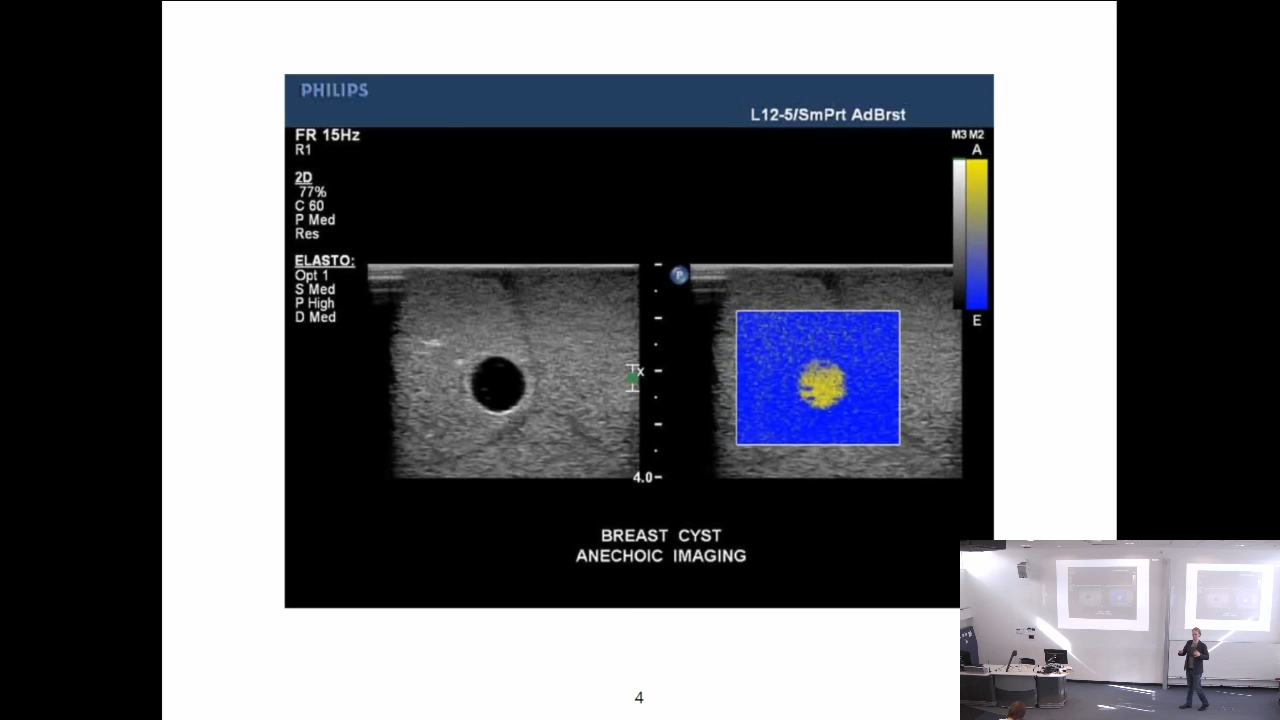 PHILIPS
L12-5/SmPrt AdBrst
FR 15Hz
R1
M3 M2
A
2D
77%
C 60
P Med
Res
ELASTO:
Opt 1
S Med
P High
D Med
P
E
x
4.0
BREAST CYST
ANECHOIC IMAGING
4